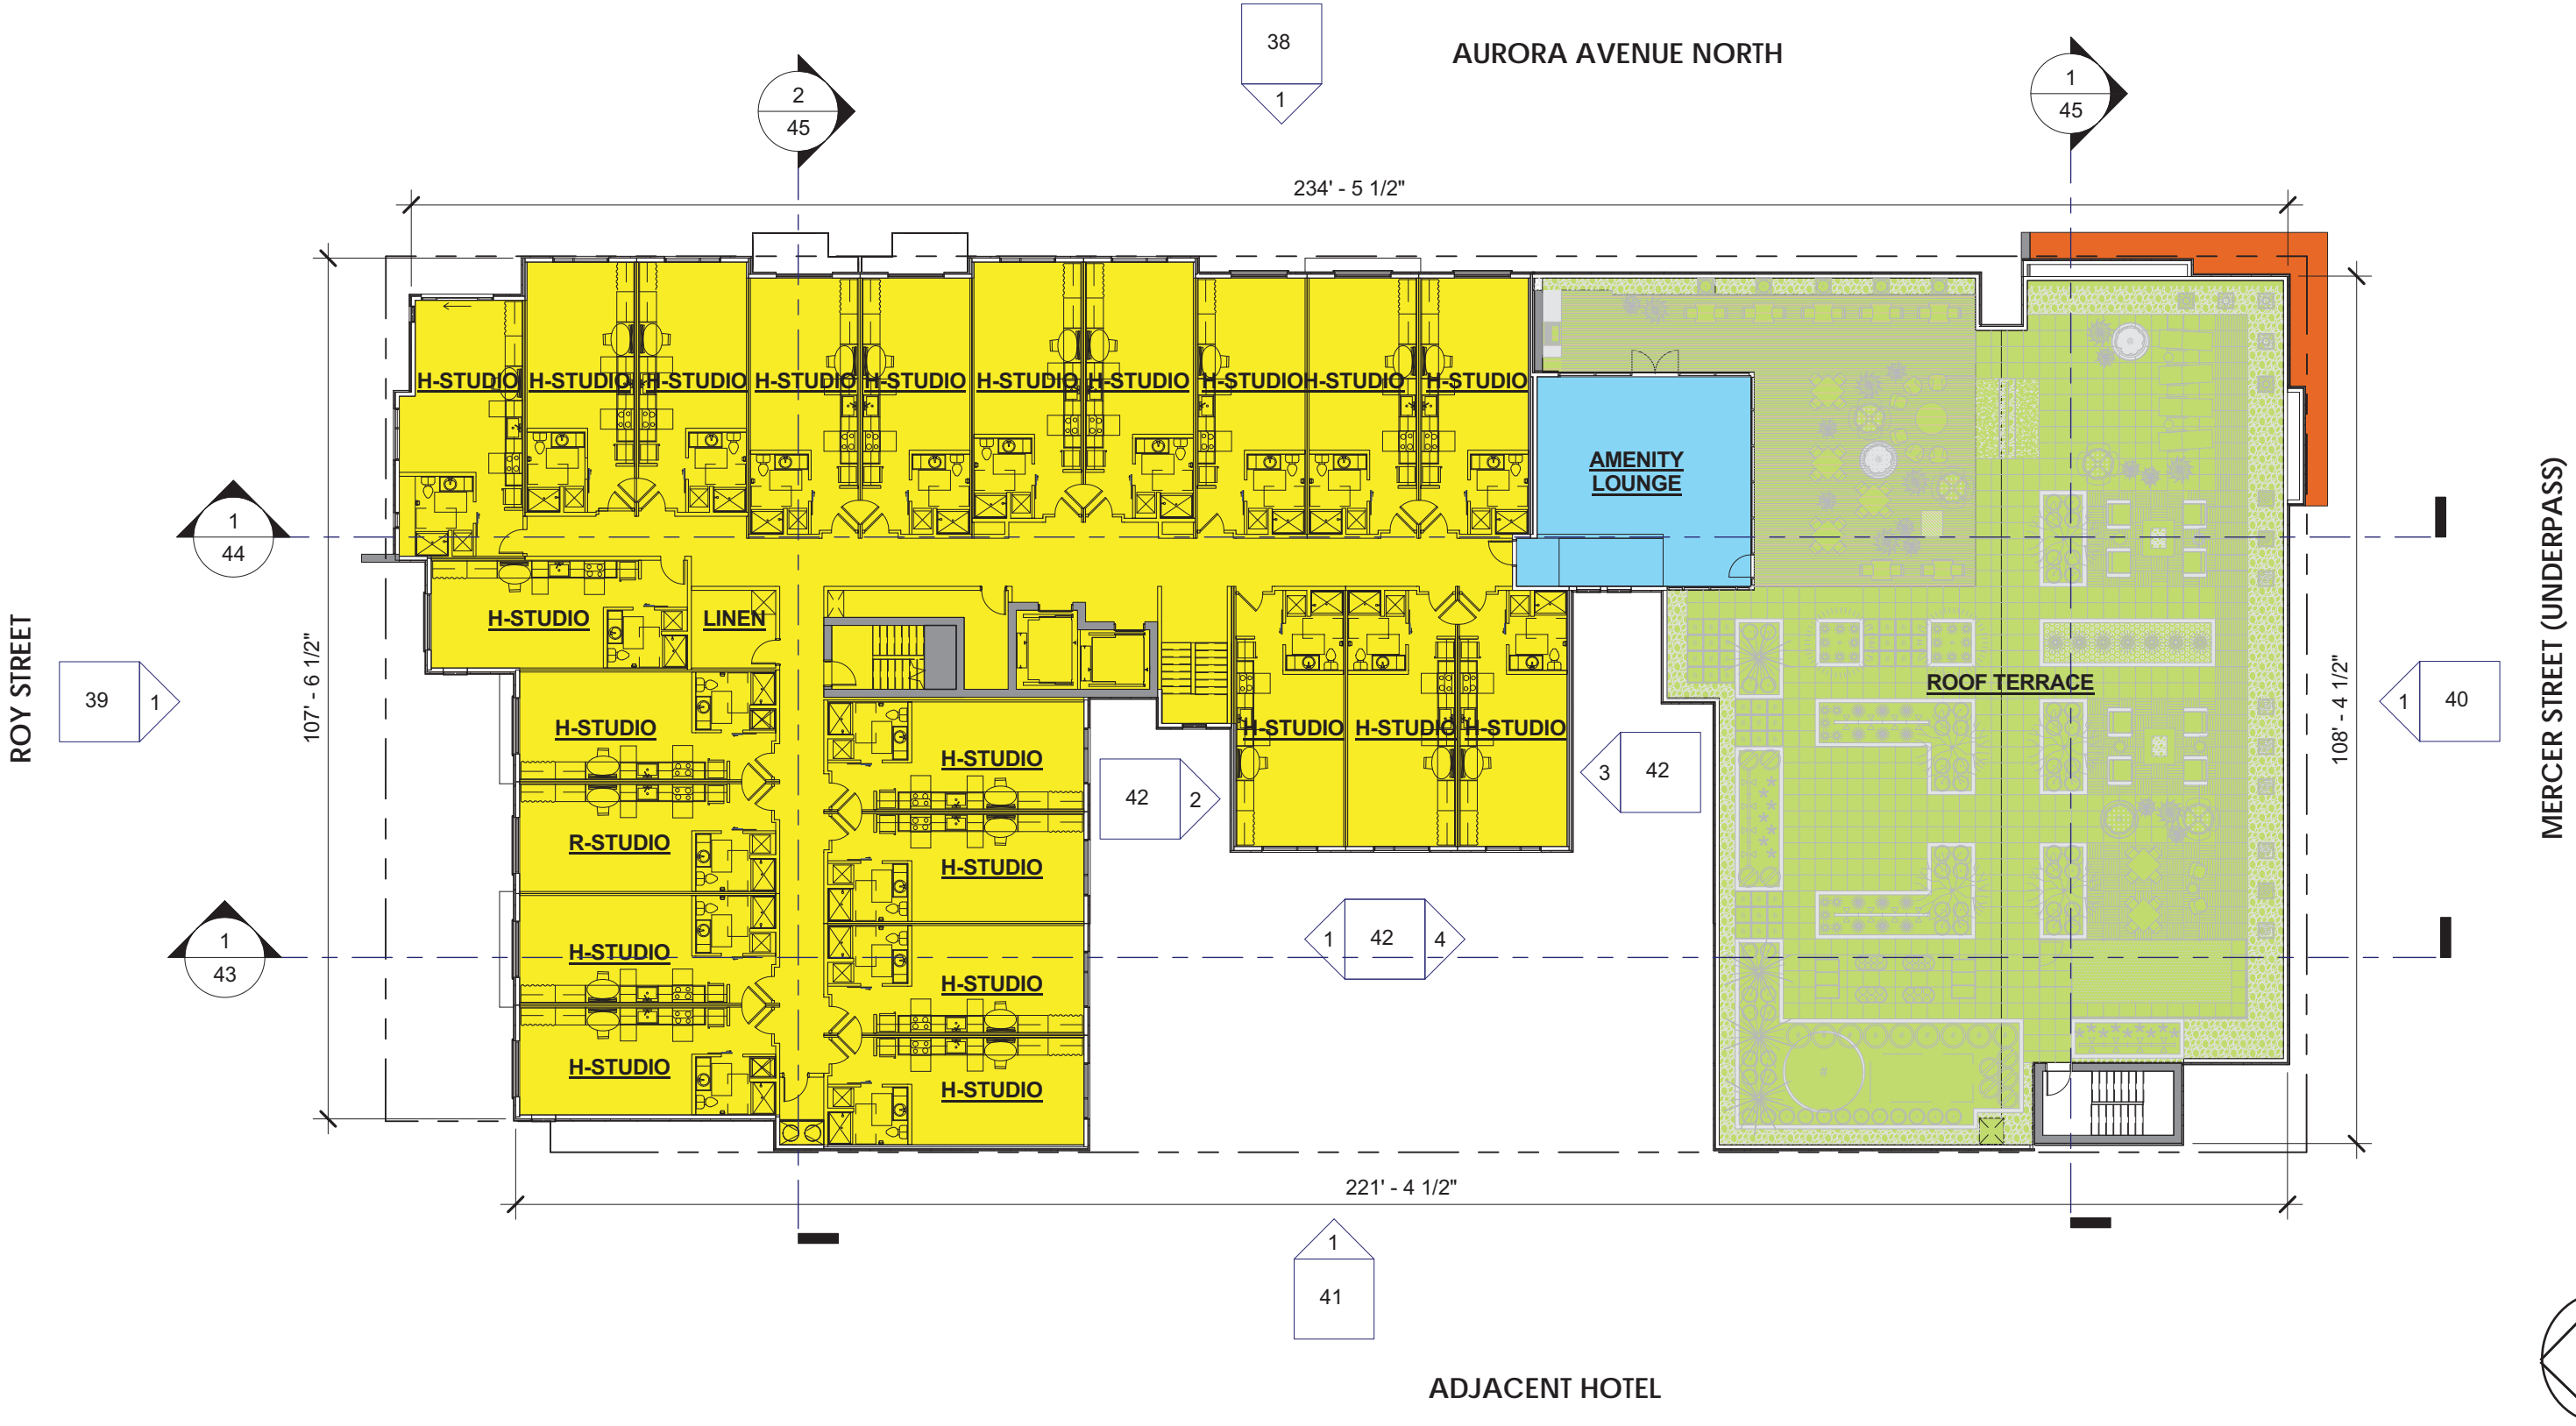 38
AURORA AVENUE NORTH
1
2
45
1
45
234' - 5 1/2"
H-STUDIO
H-STUDIO
H-STUDIO
H-STUDIO
H-STUDIO
H-STUDIO
H-STUDIO
H-STUDIO
H-STUDIO
H-STUDIO
AMENITY
LOUNGE
1
44
H-STUDIO
LINEN
ROY STREET
39
1
107' - 6 1/2"
ROOF TERRACE
108' - 4 1/2"
1
40
MERCER STREET (UNDERPASS)
H-STUDIO
H-STUDIO
H-STUDIO
H-STUDIO
H-STUDIO
42
2
3
42
R-STUDIO
H-STUDIO
1
43
H-STUDIO
H-STUDIO
1
42
4
H-STUDIO
H-STUDIO
221' - 4 1/2"
1
41
ADJACENT HOTEL